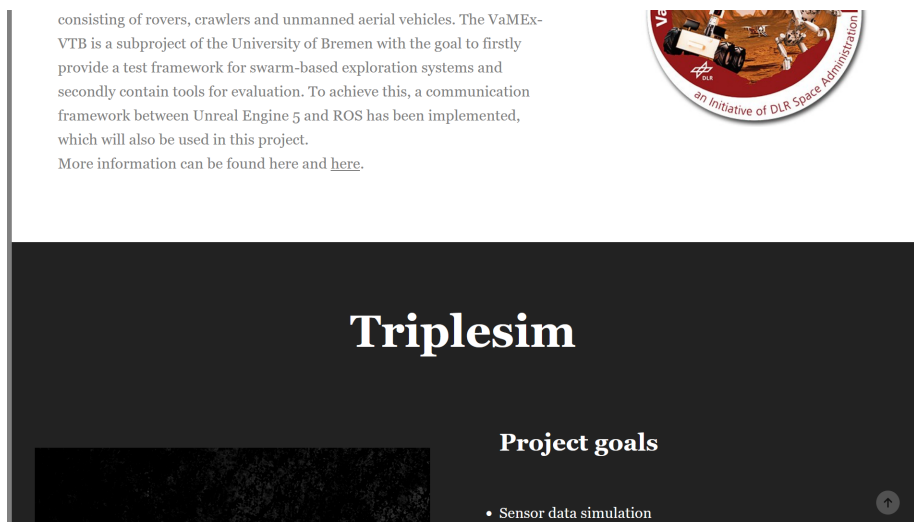 consisting of rovers, crawlers and unmanned aerial vehicles. The VaMEx-
VTB is a subproject of the University of Bremen with the goal to firstly
provide a test framework for swarm-based exploration systems and
secondly contain tools for evaluation. To achieve this, a communication
framework between Unreal Engine 5 and ROS has been implemented,
which will also be used in this project.
More information can be found here and here.
Va
DLR
an Initiative of DLR Space Administration
Triplesim
Project goals
• Sensor data simulation